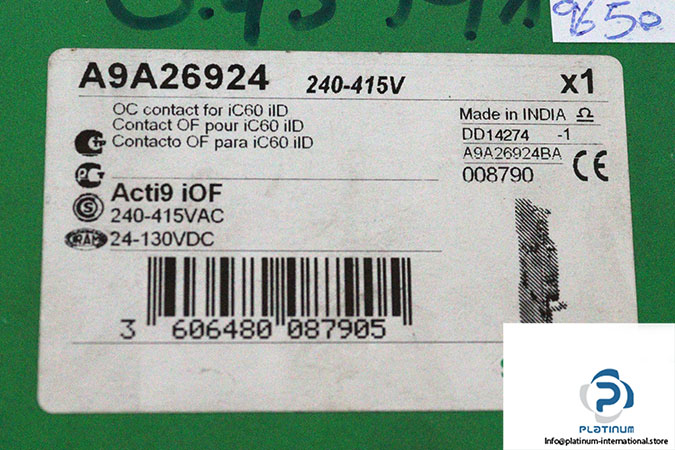 9650
A9A26924 240-415V x1
OC contact for iC60 iID
Contact OF pour iC60 iID
Contacto OF para iC60 iID
Made in INDIA
DD14274 -1
A9A26924BA
CE
008790
Acti9 iOF
240-415VAC
24-130VDC
3 606480 087905
PLATINUM
Info@platinum-international.store